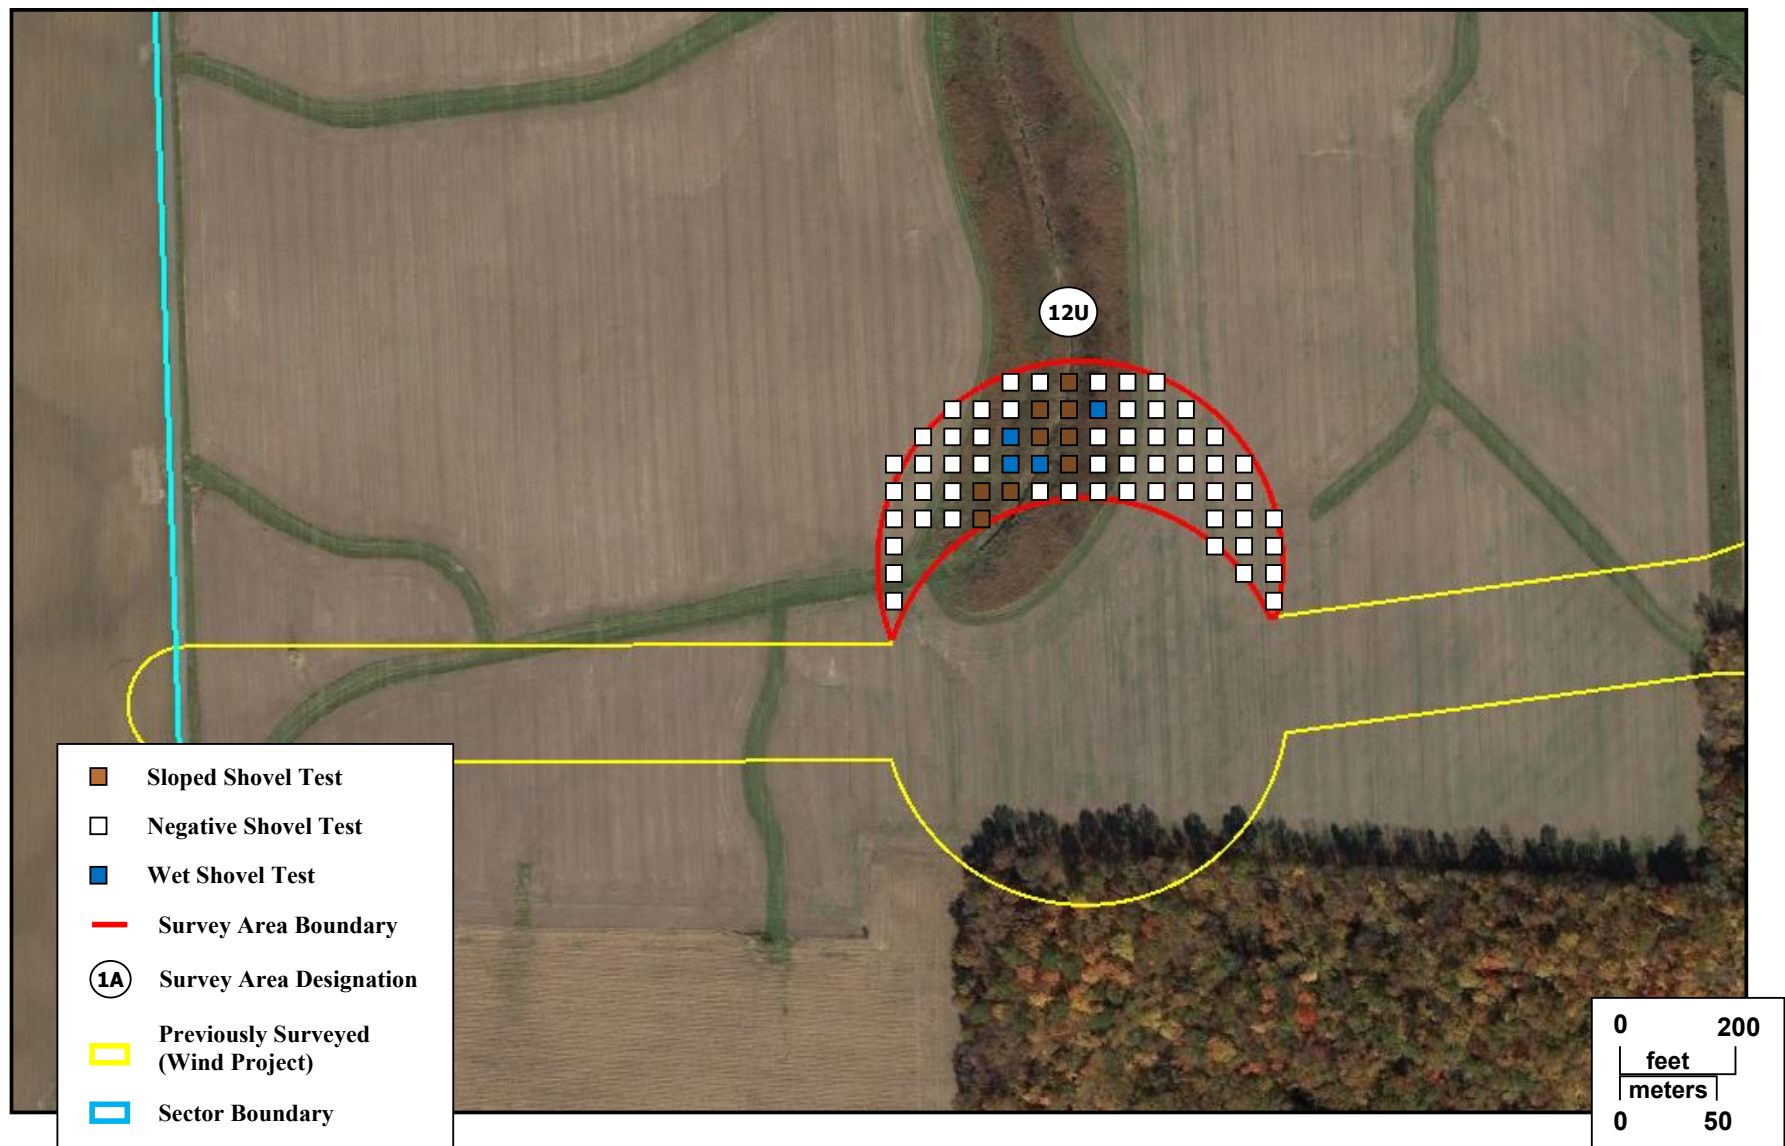 12U
Sloped Shovel Test
Negative Shovel Test
Wet Shovel Test
Survey Area Boundary
1A Survey Area Designation
Previously Surveyed
(Wind Project)
Sector Boundary
0 200
feet
meters
0 50